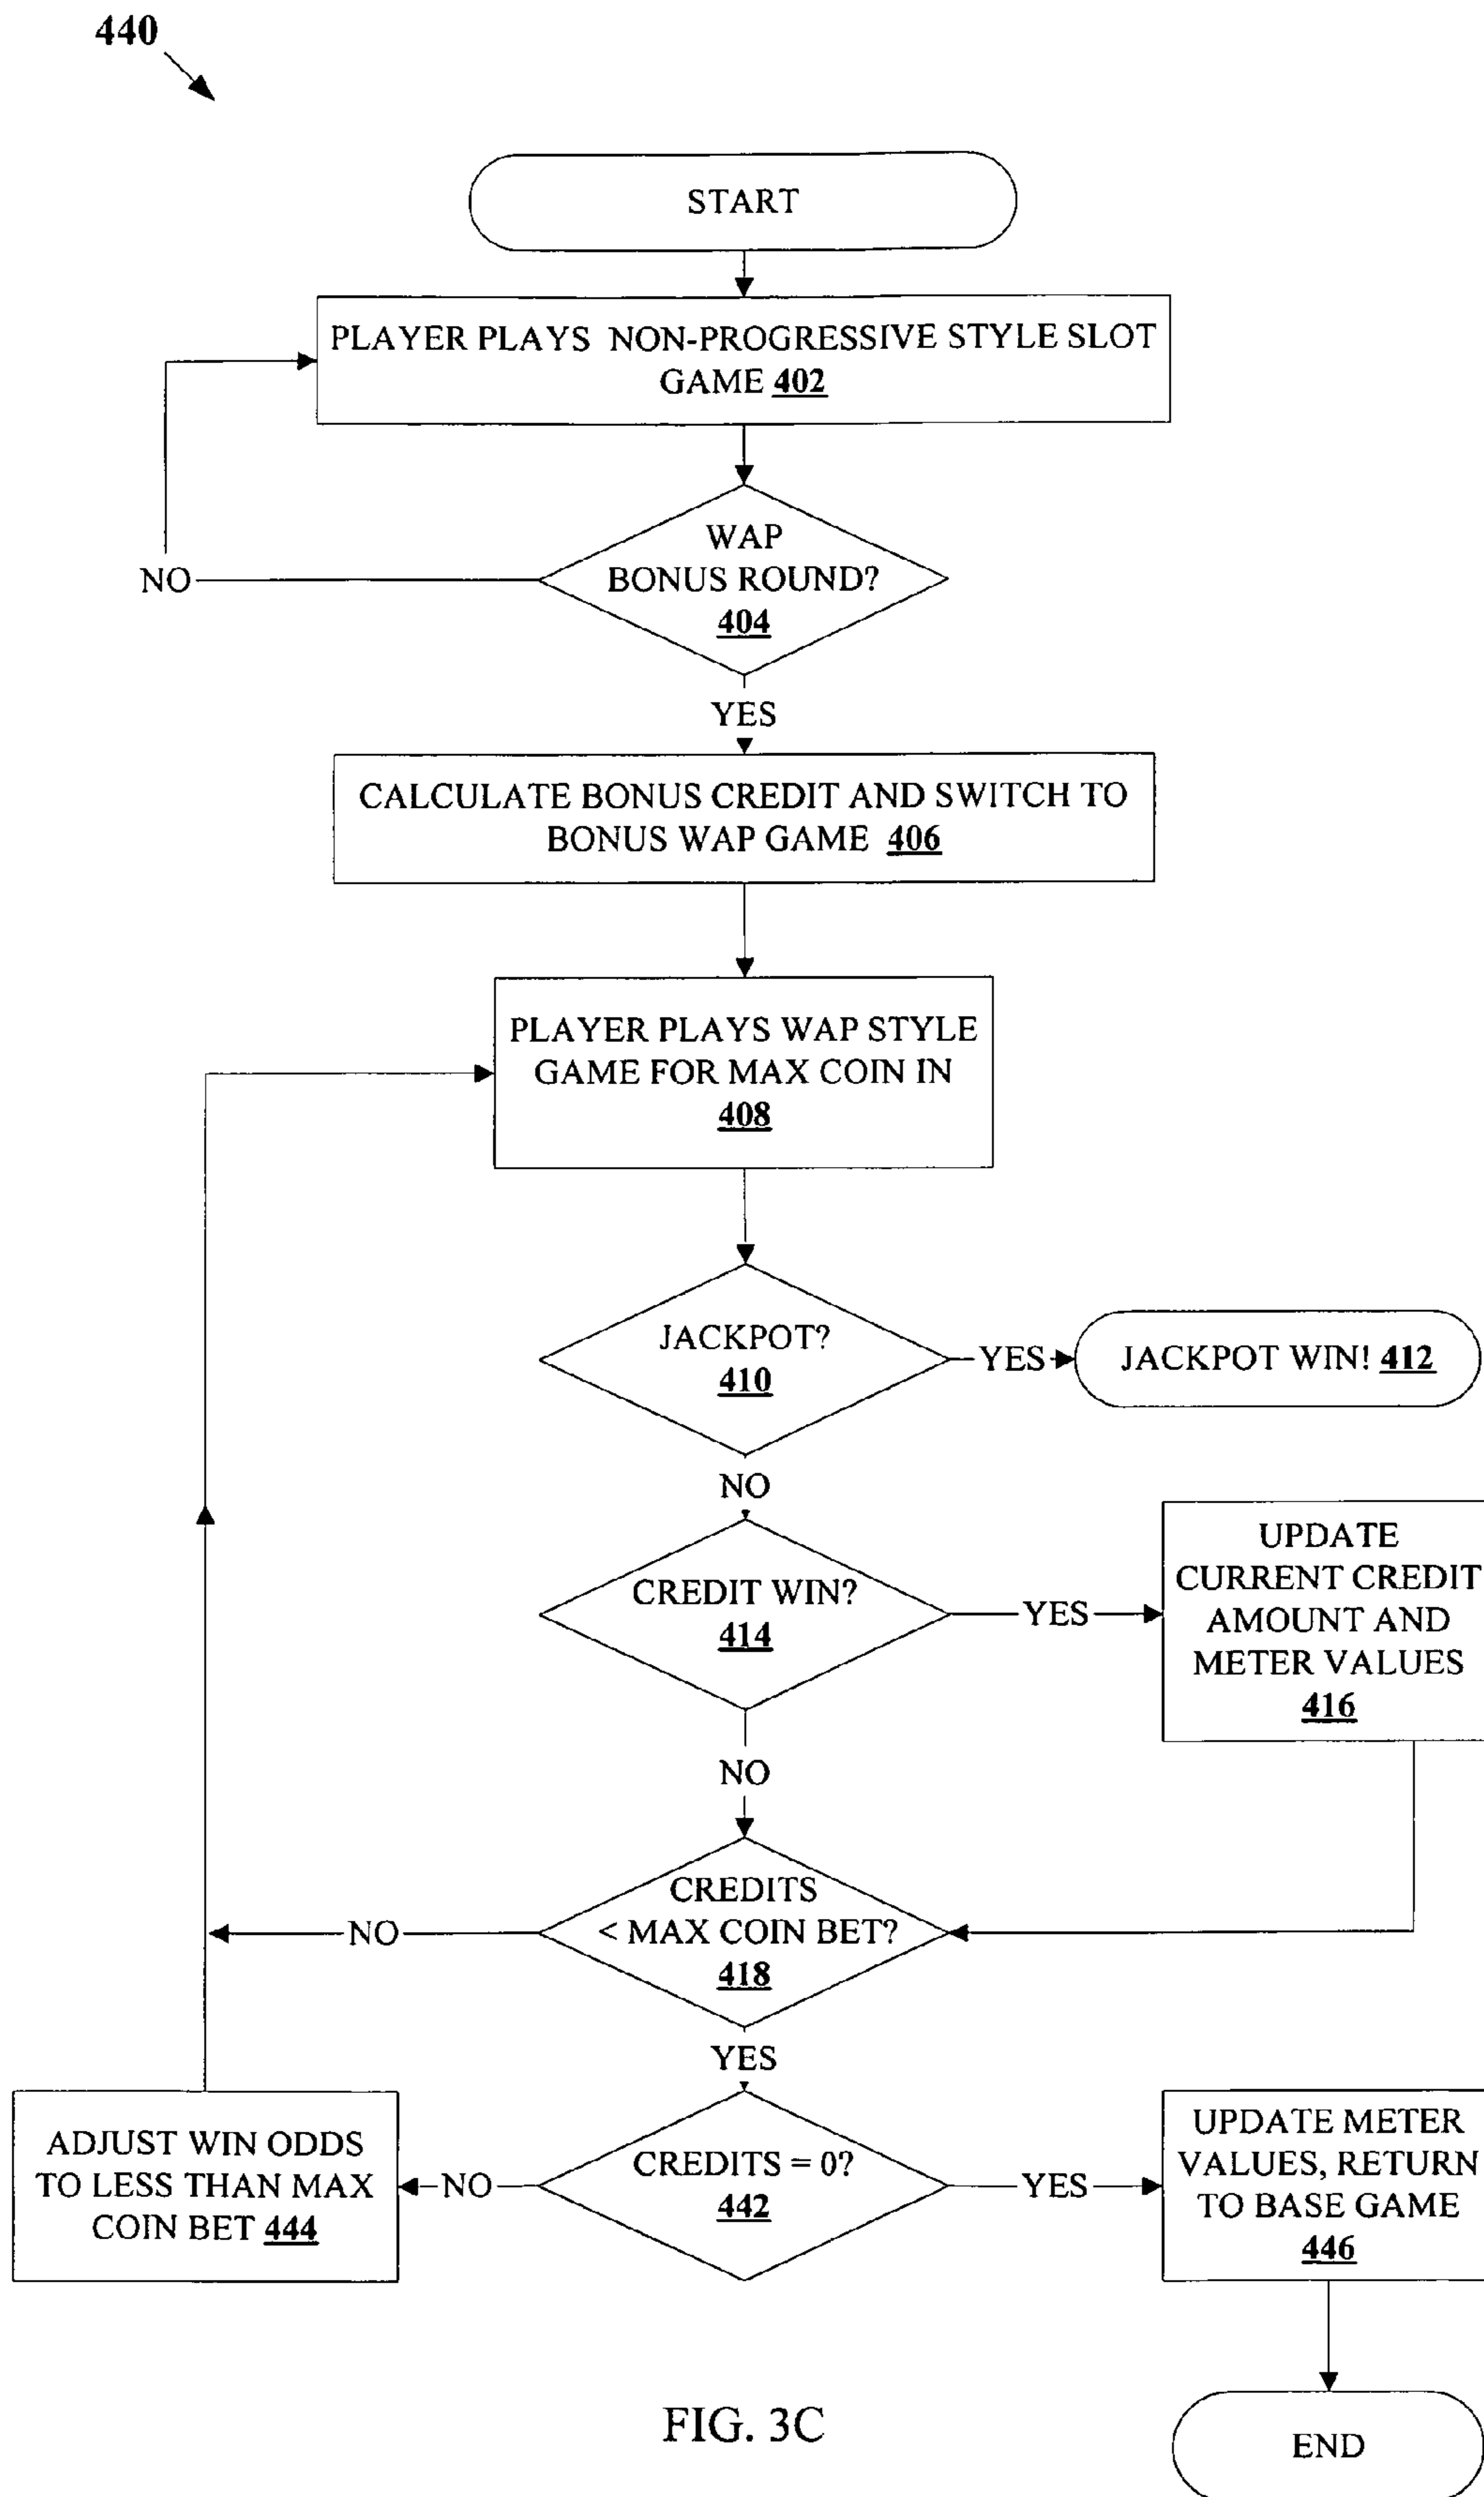 440
START
PLAYER PLAYS NON-PROGRESSIVE STYLE SLOT
GAME 402
WAP
BONUS ROUND?
404
NO
YES
CALCULATE BONUS CREDIT AND SWITCH TO
BONUS WAP GAME 406
PLAYER PLAYS WAP STYLE
GAME FOR MAX COIN IN
408
JACKPOT?
410
YES
JACKPOT WIN! 412
NO
CREDIT WIN?
414
YES
UPDATE
CURRENT CREDIT
AMOUNT AND
METER VALUES
416
NO
CREDITS
< MAX COIN BET?
418
NO
YES
CREDITS = 0?
442
NO
ADJUST WIN ODDS
TO LESS THAN MAX
COIN BET 444
YES
UPDATE METER
VALUES, RETURN
TO BASE GAME
446
END
FIG. 3C